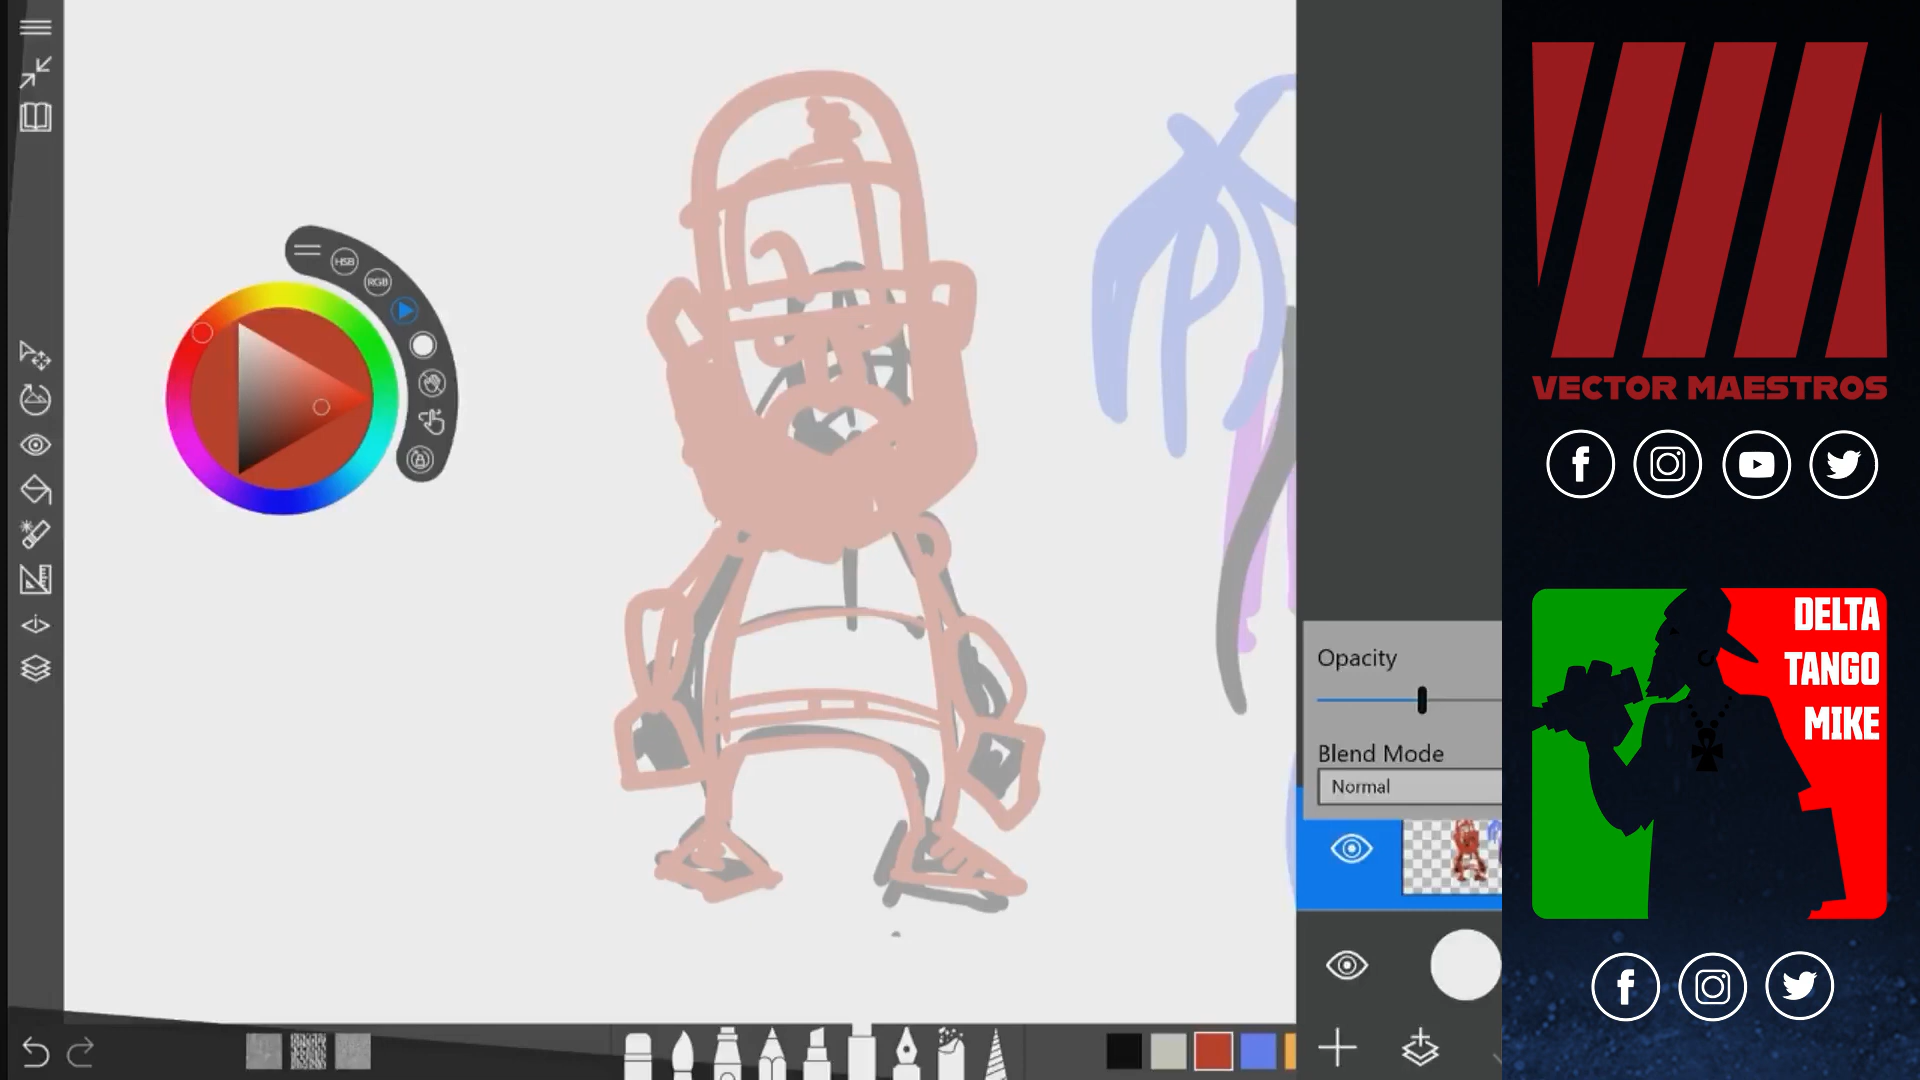 HSB
RGB
Opacity
Blend Mode
Normal
VECTOR MAESTROS
DELTA
TANGO
MIKE